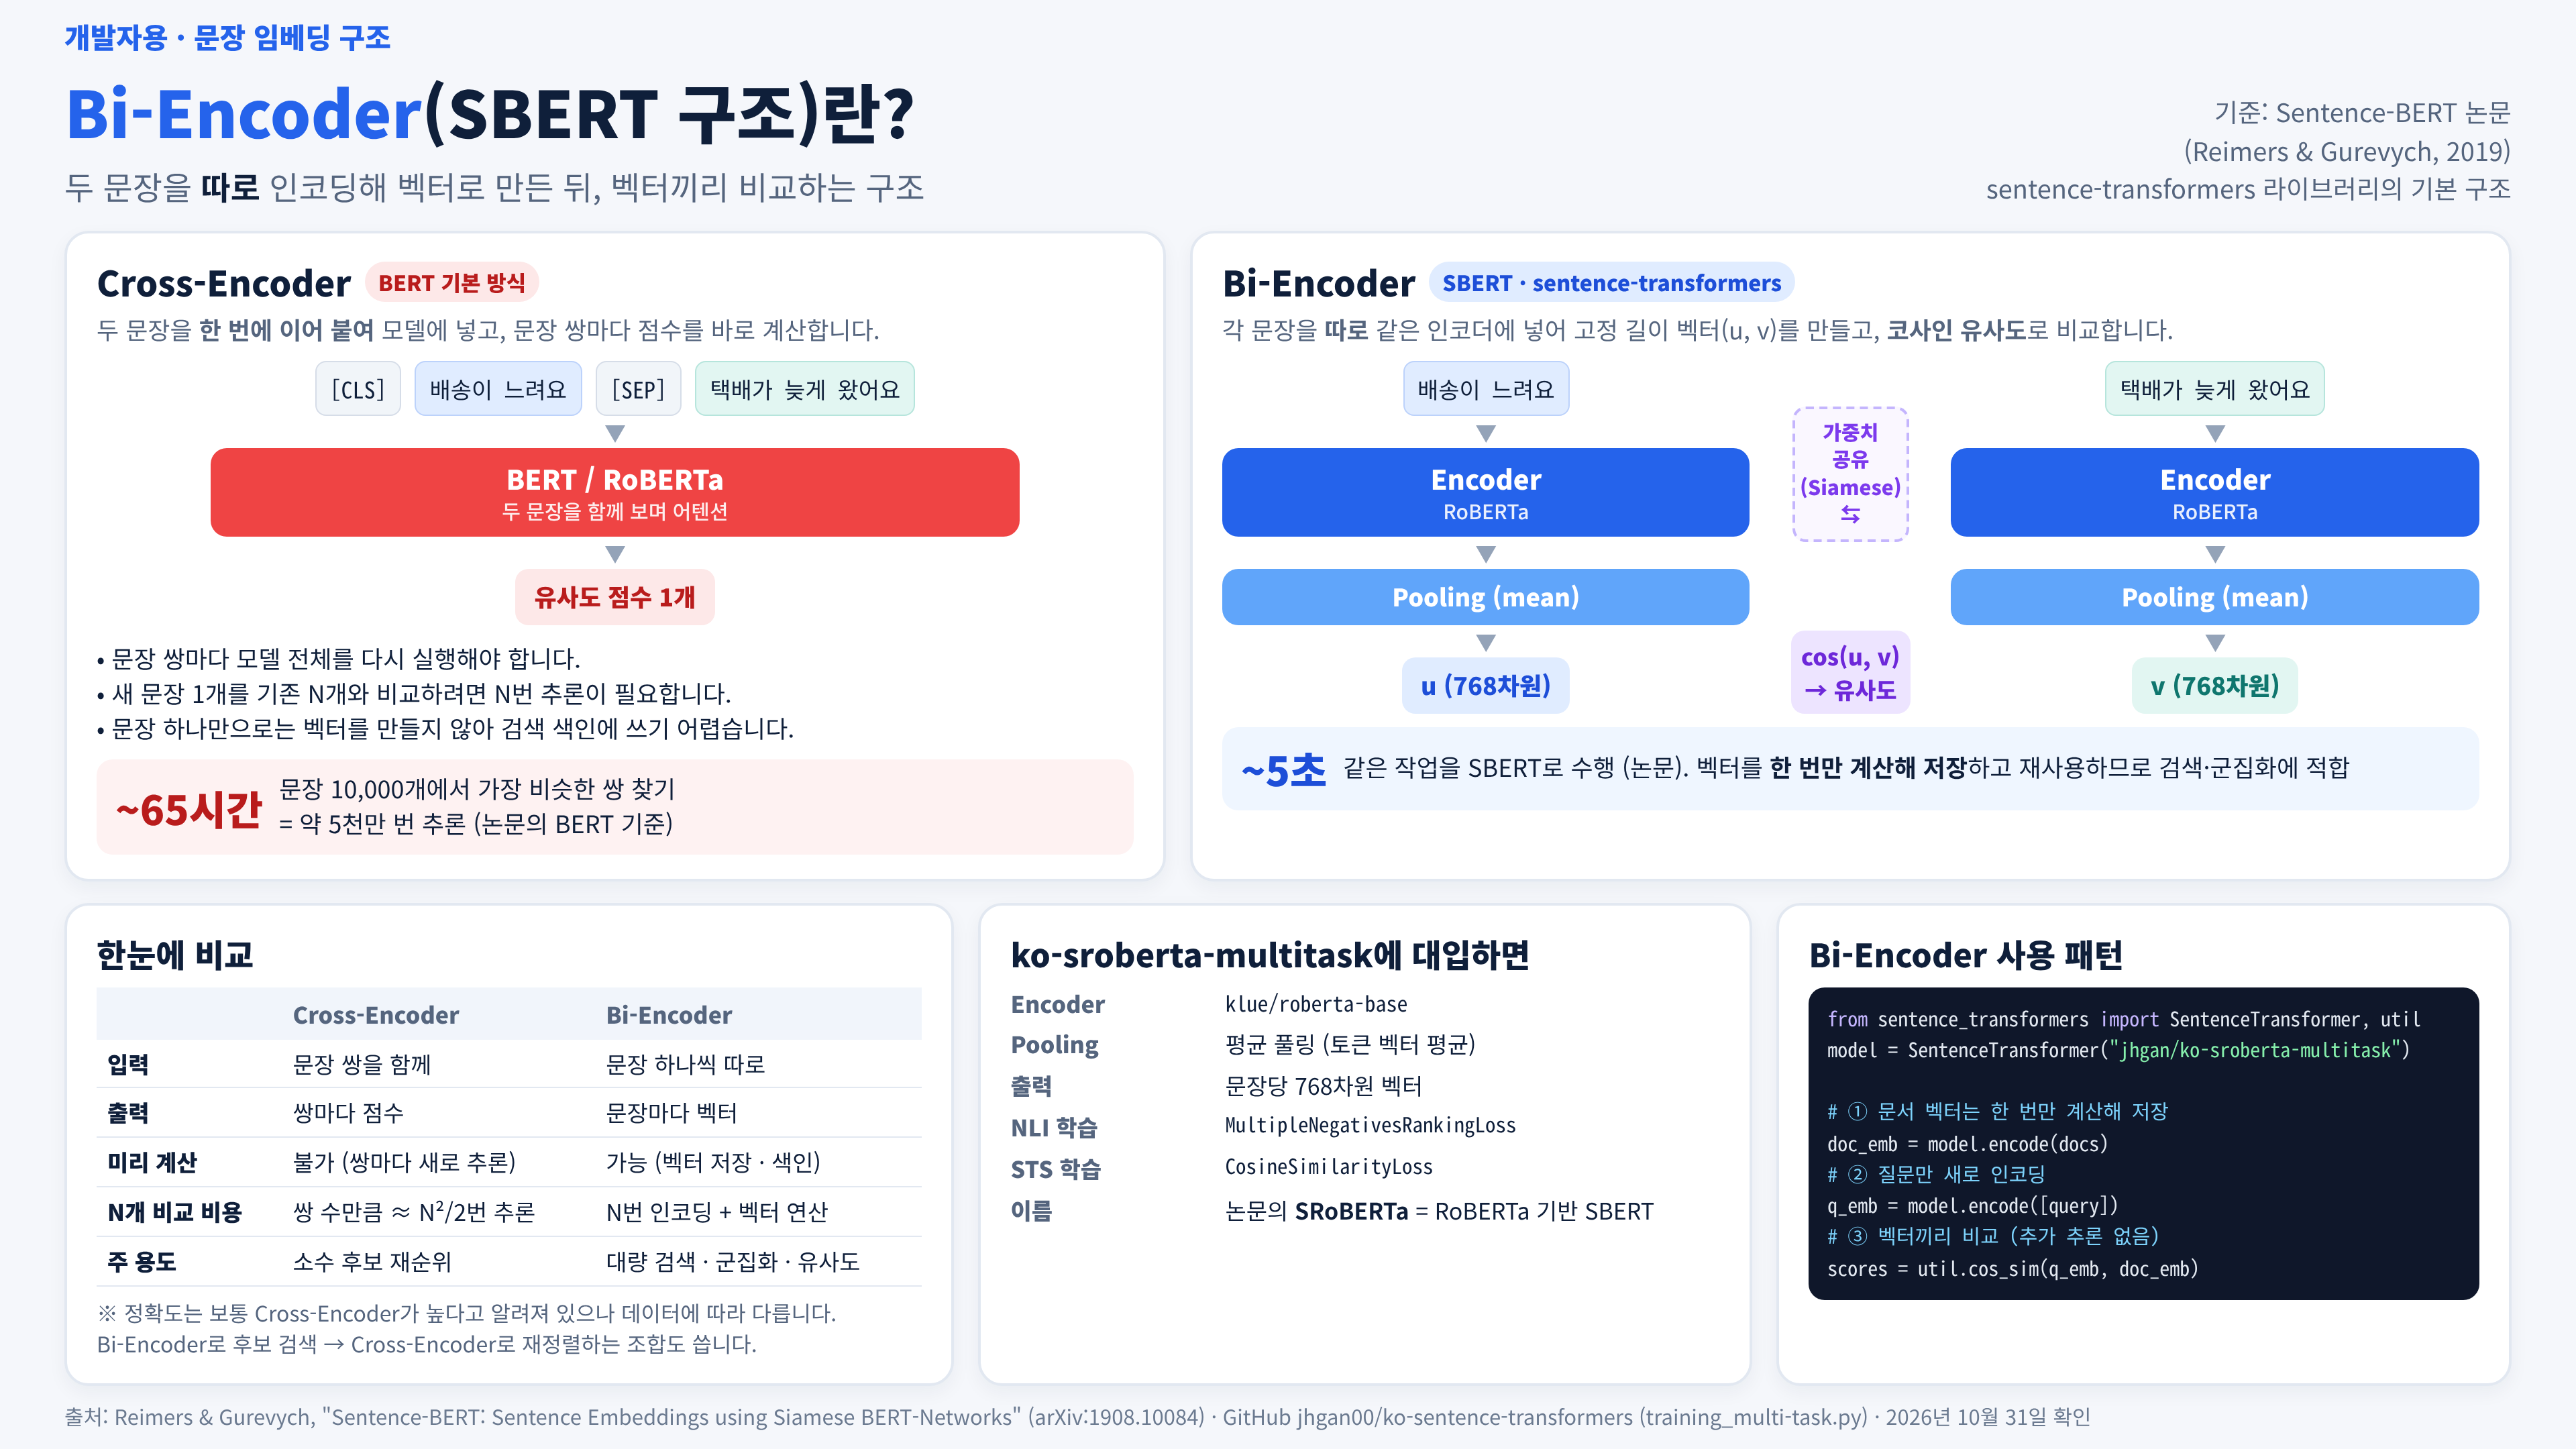 개발자용 · 문장 임베딩 구조
Bi-Encoder(SBERT 구조)란?
두 문장을 따로 인코딩해 벡터로 만든 뒤, 벡터끼리 비교하는 구조
기준: Sentence-BERT 논문
(Reimers & Gurevych, 2019)
sentence-transformers 라이브러리의 기본 구조
Cross-Encoder BERT 기본 방식
두 문장을 한 번에 이어 붙여 모델에 넣고, 문장 쌍마다 점수를 바로 계산합니다.
[CLS] 배송이 느려요 [SEP] 택배가 늦게 왔어요
▼
BERT / RoBERTa
두 문장을 함께 보며 어텐션
▼
유사도 점수 1개
• 문장 쌍마다 모델 전체를 다시 실행해야 합니다.
• 새 문장 1개를 기존 N개와 비교하려면 N번 추론이 필요합니다.
• 문장 하나만으로는 벡터를 만들지 않아 검색 색인에 쓰기 어렵습니다.
~65시간
문장 10,000개에서 가장 비슷한 쌍 찾기
= 약 5천만 번 추론 (논문의 BERT 기준)
Bi-Encoder SBERT · sentence-transformers
각 문장을 따로 같은 인코더에 넣어 고정 길이 벡터(u, v)를 만들고, 코사인 유사도로 비교합니다.
배송이 느려요
▼
Encoder
RoBERTa
▼
Pooling (mean)
▼
u (768차원)
가중치
공유
(Siamese)
⇆
cos(u, v)
→ 유사도
택배가 늦게 왔어요
▼
Encoder
RoBERTa
▼
Pooling (mean)
▼
v (768차원)
~5초 같은 작업을 SBERT로 수행 (논문). 벡터를 한 번만 계산해 저장하고 재사용하므로 검색·군집화에 적합
한눈에 비교
Cross-Encoder Bi-Encoder
입력 문장 쌍을 함께 문장 하나씩 따로
출력 쌍마다 점수 문장마다 벡터
미리 계산 불가 (쌍마다 새로 추론) 가능 (벡터 저장 · 색인)
N개 비교 비용 쌍 수만큼 ≈ N²/2번 추론 N번 인코딩 + 벡터 연산
주 용도 소수 후보 재순위 대량 검색 · 군집화 · 유사도
※ 정확도는 보통 Cross-Encoder가 높다고 알려져 있으나 데이터에 따라 다릅니다.
Bi-Encoder로 후보 검색 → Cross-Encoder로 재정렬하는 조합도 씁니다.
ko-sroberta-multitask에 대입하면
Encoder klue/roberta-base
Pooling 평균 풀링 (토큰 벡터 평균)
출력 문장당 768차원 벡터
NLI 학습 MultipleNegativesRankingLoss
STS 학습 CosineSimilarityLoss
이름 논문의 SRoBERTa = RoBERTa 기반 SBERT
Bi-Encoder 사용 패턴
from sentence_transformers import SentenceTransformer, util
model = SentenceTransformer("jhgan/ko-sroberta-multitask")
# ① 문서 벡터는 한 번만 계산해 저장
doc_emb = model.encode(docs)
# ② 질문만 새로 인코딩
q_emb = model.encode([query])
# ③ 벡터끼리 비교 (추가 추론 없음)
scores = util.cos_sim(q_emb, doc_emb)
출처: Reimers & Gurevych, "Sentence-BERT: Sentence Embeddings using Siamese BERT-Networks" (arXiv:1908.10084) · GitHub jhgan00/ko-sentence-transformers (training_multi-task.py) · 2026년 10월 31일 확인